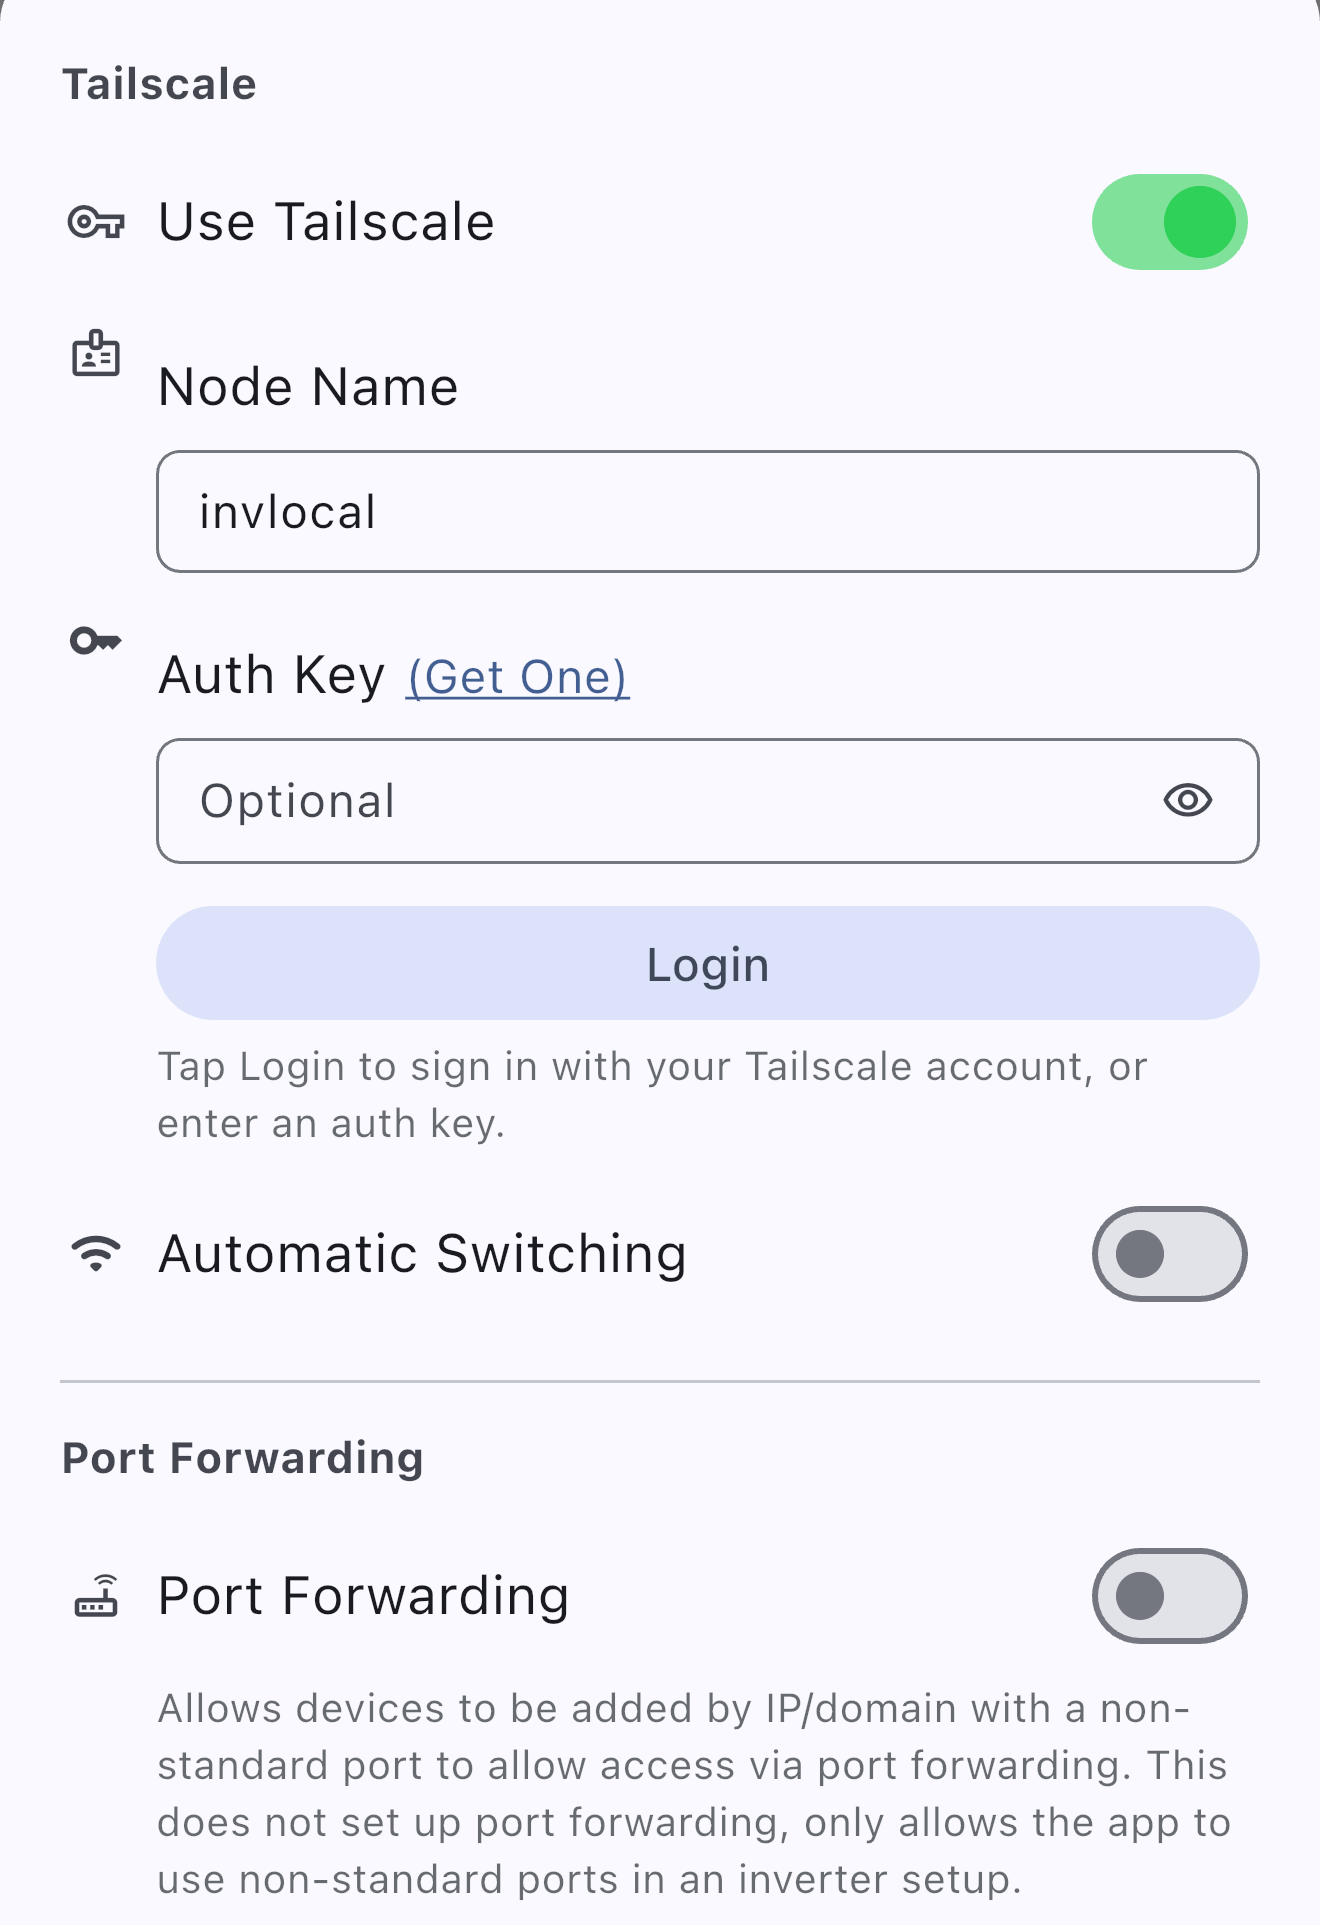 Tailscale
Use Tailscale
Node Name
invlocal
Auth Key (Get One)
Optional
Login
Tap Login to sign in with your Tailscale account, or
enter an auth key.
Automatic Switching
Port Forwarding
Port Forwarding
Allows devices to be added by IP/domain with a non-
standard port to allow access via port forwarding. This
does not set up port forwarding, only allows the app to
use non-standard ports in an inverter setup.